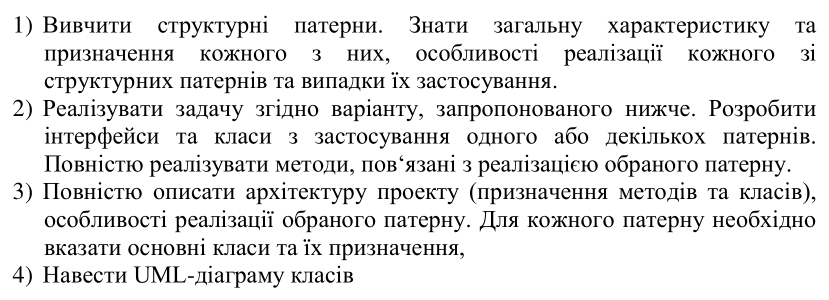 1) Вивчити структурні патерни. Знати загальну характеристику та
призначення кожного з них, особливості реалізації кожного зі
структурних патернів та випадки їх застосування.
2) Реалізувати задачу згідно варіанту, запропонованого нижче. Розробити
інтерфейси та класи з застосування одного або декількох патернів.
Повністю реалізувати методи, пов‘язані з реалізацією обраного патерну.
3) Повністю описати архітектуру проекту (призначення методів та класів),
особливості реалізації обраного патерну. Для кожного патерну необхідно
вказати основні класи та їх призначення,
4) Навести UML-діаграму класів